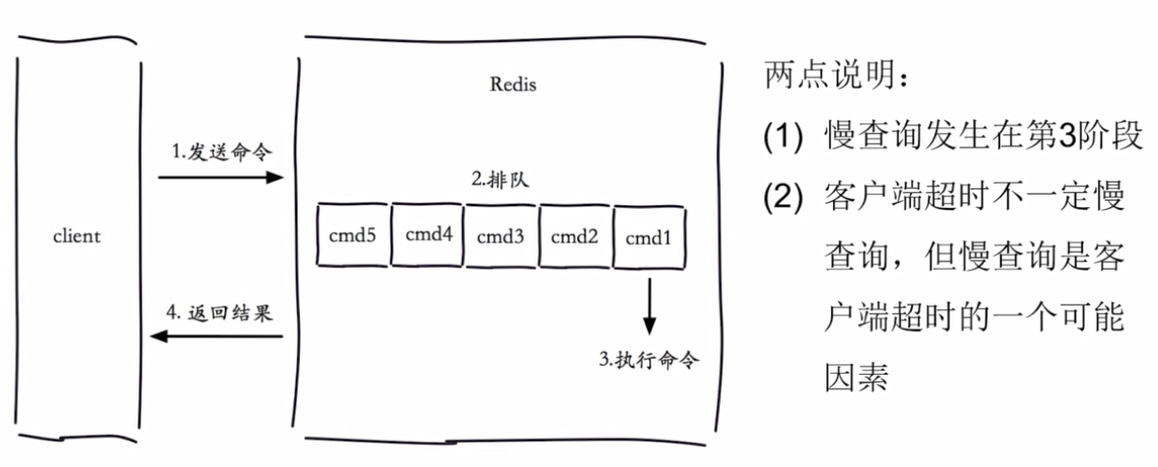 Redis
1.发送命令
2.排队
client
cmd5 cmd4 cmd3 cmd2 cmd1
4. 返回结果
3.执行命令
两点说明：
(1) 慢查询发生在第3阶段
(2) 客户端超时不一定慢
查询，但慢查询是客
户端超时的一个可能
因素